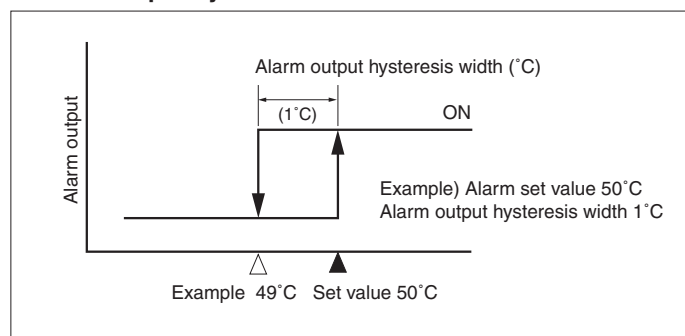 Alarm output hysteresis width (˚C)
(1˚C)
ON
Alarm output
Example) Alarm set value 50˚C
Alarm output hysteresis width 1˚C
Example 49˚C Set value 50˚C